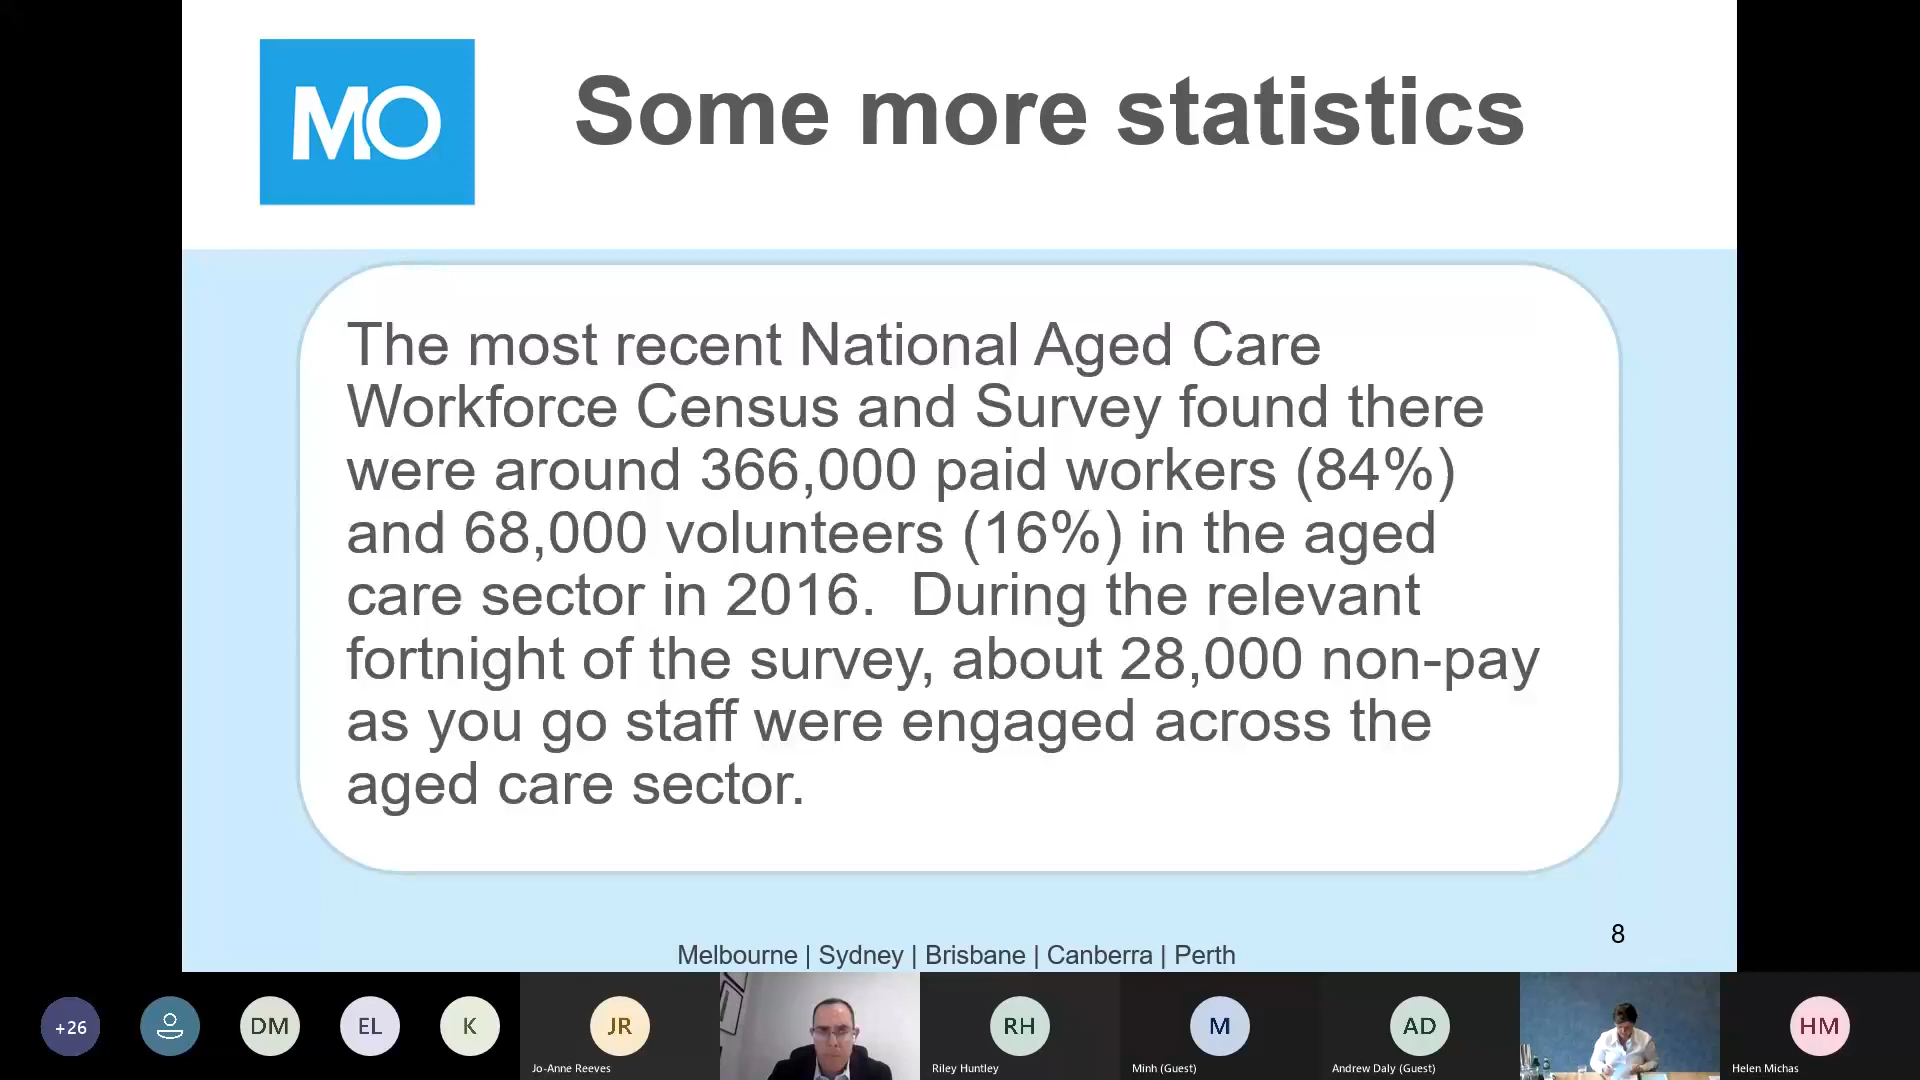 MO
Some more statistics
The most recent National Aged Care
Workforce Census and Survey found there
were around 366,000 paid workers (84%)
and 68,000 volunteers (16%) in the aged
care sector in 2016.  During the relevant
fortnight of the survey, about 28,000 non-pay
as you go staff were engaged across the
aged care sector.
8
Melbourne | Sydney | Brisbane | Canberra | Perth
+26
DM
EL
K
JR
RH
M
AD
HM
Jo-Anne Reeves
Riley Huntley
Minh (Guest)
Andrew Daly (Guest)
Helen Michas